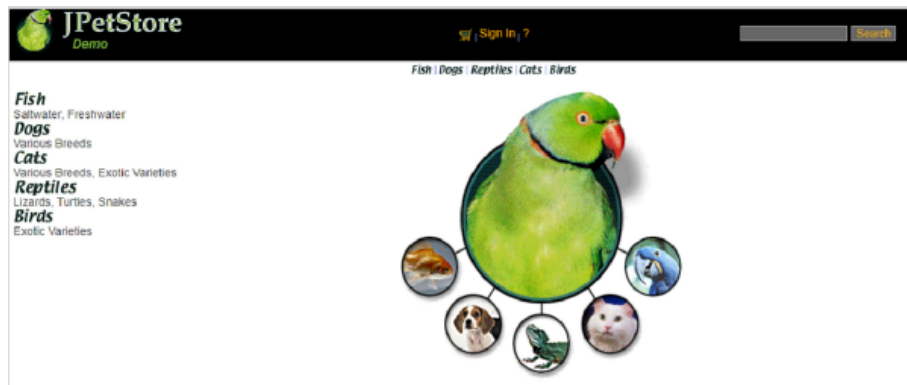 JPetStore
Demo
Sign In ?
Search
Fish | Dogs | Reptiles | Cats | Birds
Fish
Saltwater, Freshwater
Dogs
Various Breeds
Cats
Various Breeds, Exotic Varieties
Reptiles
Lizards, Turtles, Snakes
Birds
Exotic Varieties